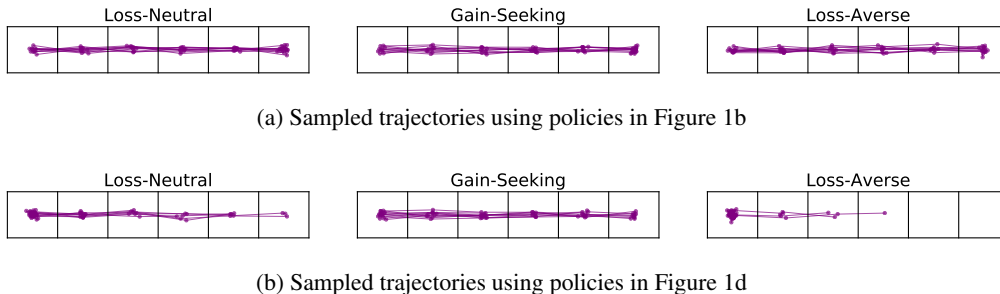 Loss-Neutral Gain-Seeking Loss-Averse
(a) Sampled trajectories using policies in Figure 1b
Loss-Neutral Gain-Seeking Loss-Averse
(b) Sampled trajectories using policies in Figure 1d